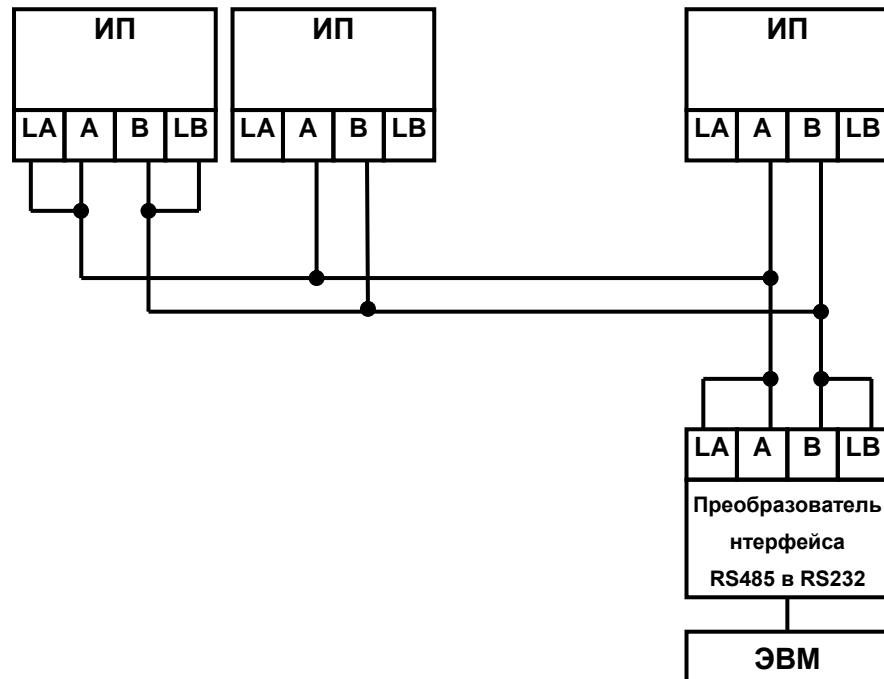 ИП ИП ИП
LA A B LB LA A B LB LA A B LB
LA A B LB
Преобразователь
нтерфейса
RS485 в RS232
ЭВМ